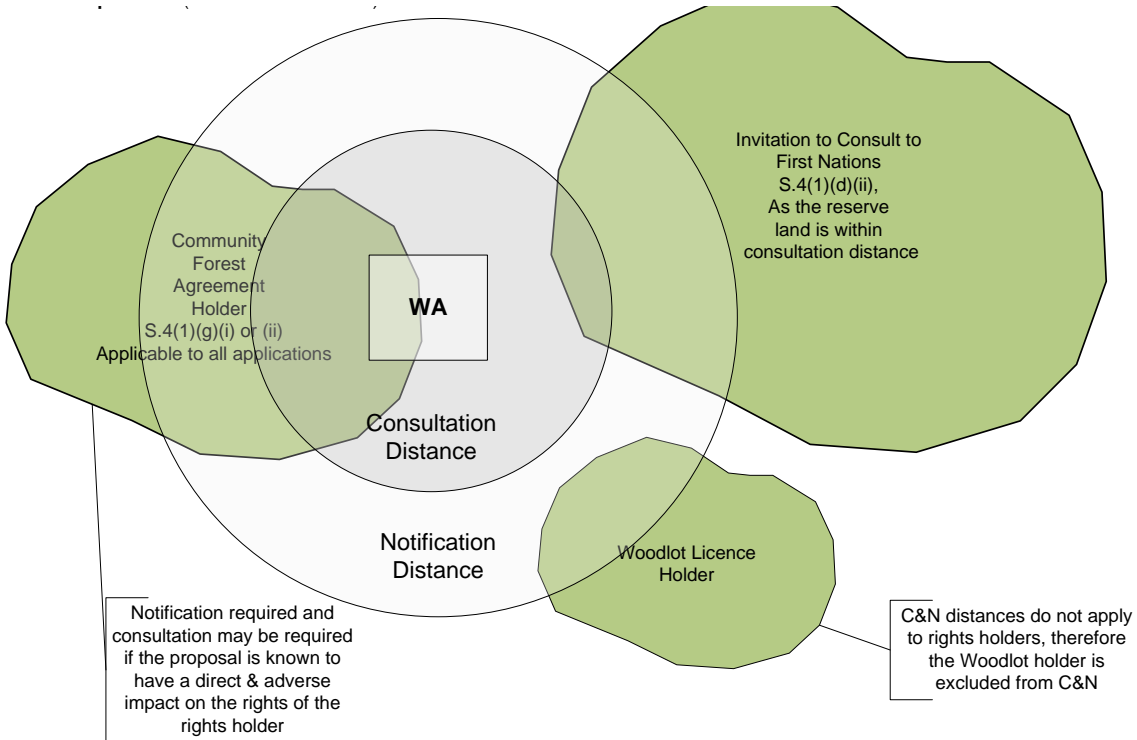 Invitation to Consult to
First Nations
S.4(1)(d)(ii),
As the reserve
land is within
consultation distance
Community
Forest
Agreement
Holder
S.4(1)(g)(i) or (ii)
Applicable to all applications
WA
Consultation
Distance
Notification
Distance
Woodlot Licence
Holder
Notification required and
consultation may be required
if the proposal is known to
have a direct & adverse
impact on the rights of the
rights holder
C&N distances do not apply
to rights holders, therefore
the Woodlot holder is
excluded from C&N